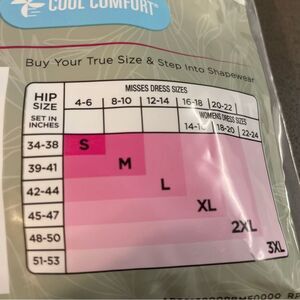 COOL COMFORT
Buy Your True Size & Step Into Shapewear
HIP SIZE
SET IN INCHES
MISSES DRESS SIZES
4-6 8-10 12-14 16-18 20-22
WOMENS DRESS SIZES
18-20 22-24
34-38 S
39-41 M
42-44 L
45-47 XL
48-50 2XL
51-53 3XL